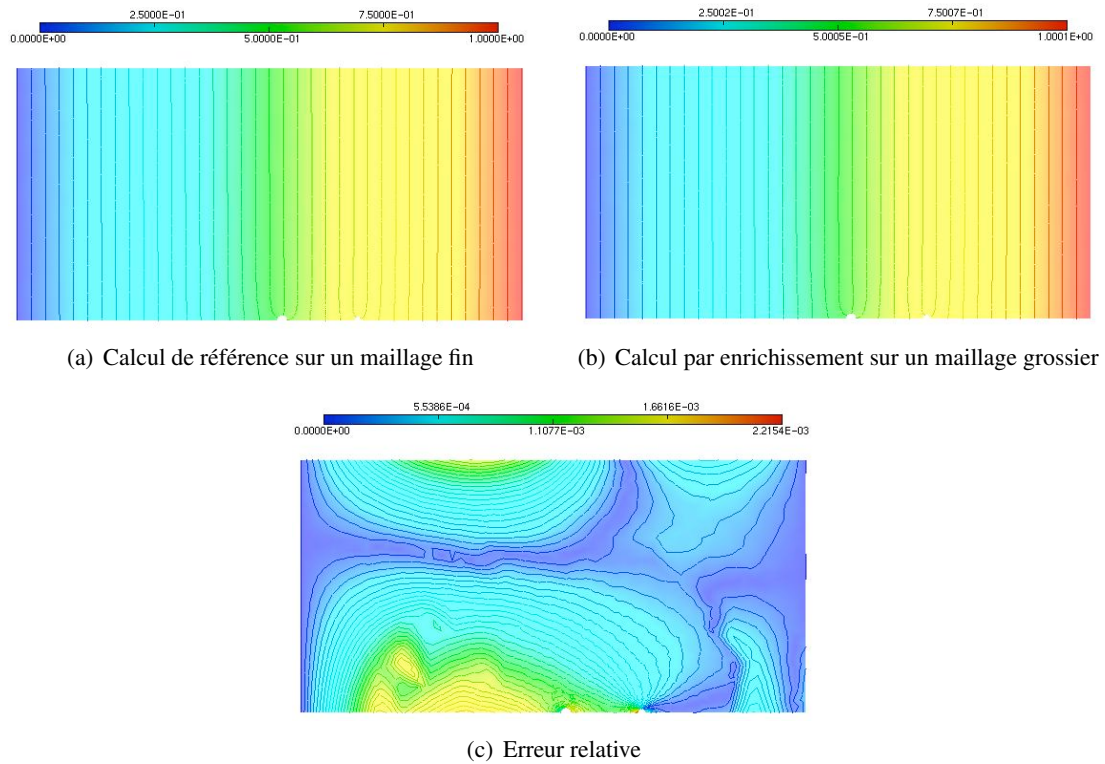 2.5000E-01 7.5000E-01
0.0000E+00 5.0000E-01 1.0000E+00
2.5002E-01 7.5007E-01
0.0000E+00 5.0005E-01 1.0001E+00
(a) Calcul de référence sur un maillage fin
(b) Calcul par enrichissement sur un maillage grossier
5.5386E-04 1.6616E-03
0.0000E+00 1.1077E-03 2.2154E-03
(c) Erreur relative